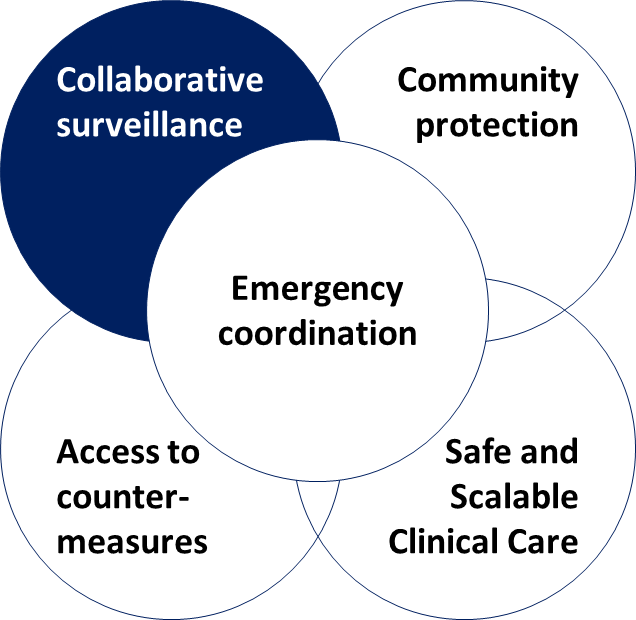 Collaborative
surveillance
Community
protection
Emergency
coordination
Access to
counter-
measures
Safe and
Scalable
Clinical Care